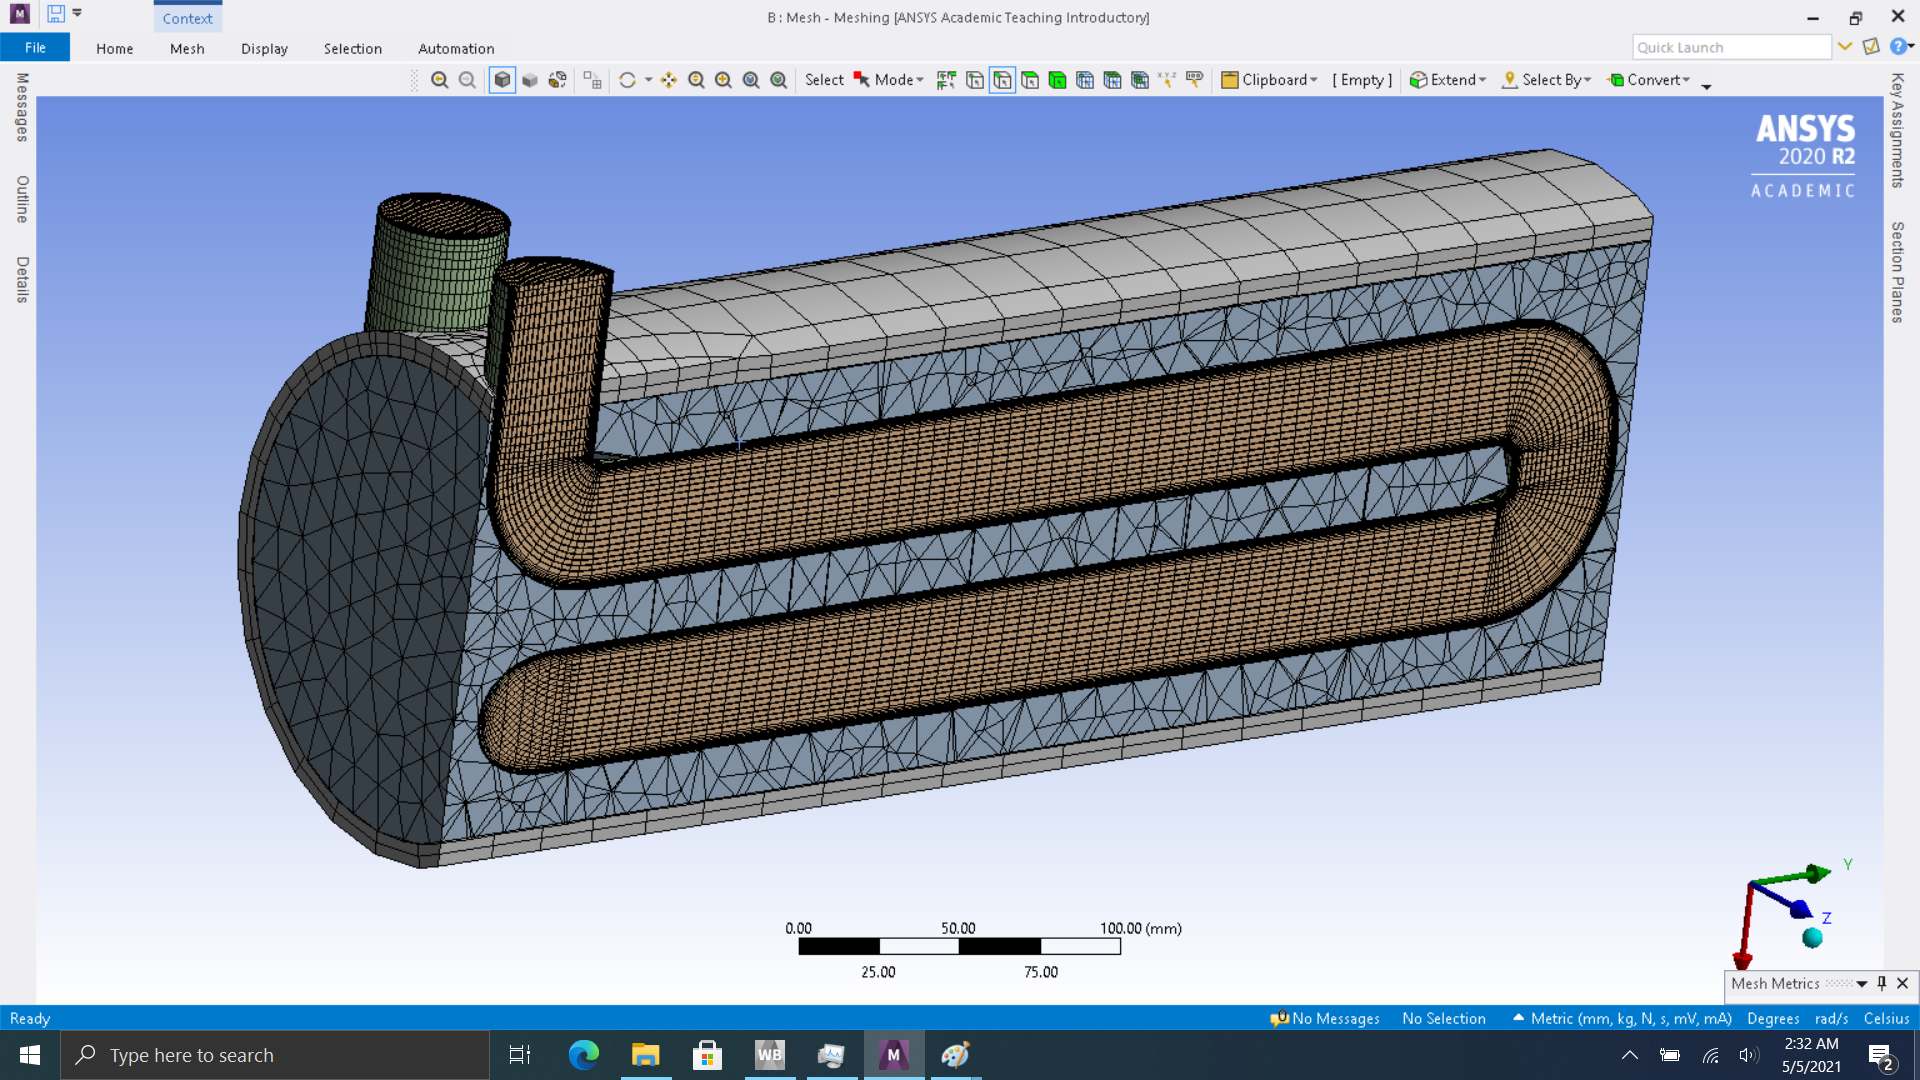 M
Context
B : Mesh - Meshing [ANSYS Academic Teaching Introductory]
File
Home
Mesh
Display
Selection
Automation
Quick Launch
Select
Mode
Clipboard
[ Empty ]
Extend
Select By
Convert
Messages
Outline
Details
Key Assignments
Section Planes
ANSYS
2020 R2
ACADEMIC
0.00
50.00
100.00 (mm)
25.00
75.00
Y
Z
Mesh Metrics
Ready
0 No Messages
No Selection
Metric (mm, kg, N, s, mV, mA)
Degrees
rad/s
Celsius
Type here to search
WB
M
2:32 AM
5/5/2021
2